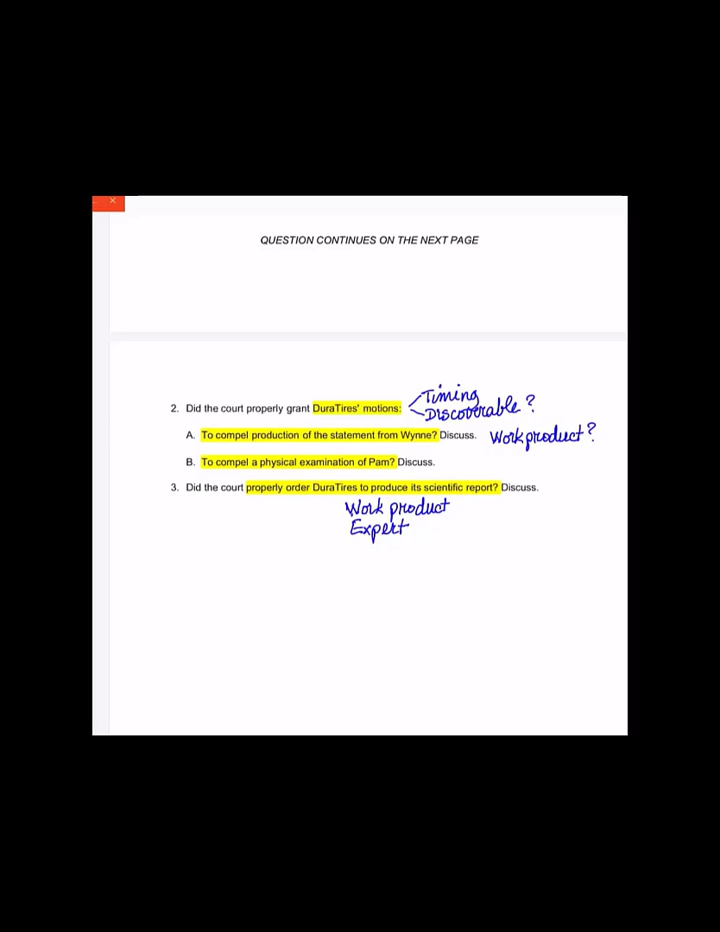 QUESTION CONTINUES ON THE NEXT PAGE
2. Did the court properly grant DuraTires' motions: Timing
Discoverable?
A. To compel production of the statement from Wynne? Discuss. Work product?
B. To compel a physical examination of Pam? Discuss.
3. Did the court properly order DuraTires to produce its scientific report? Discuss.
Work product
Expert